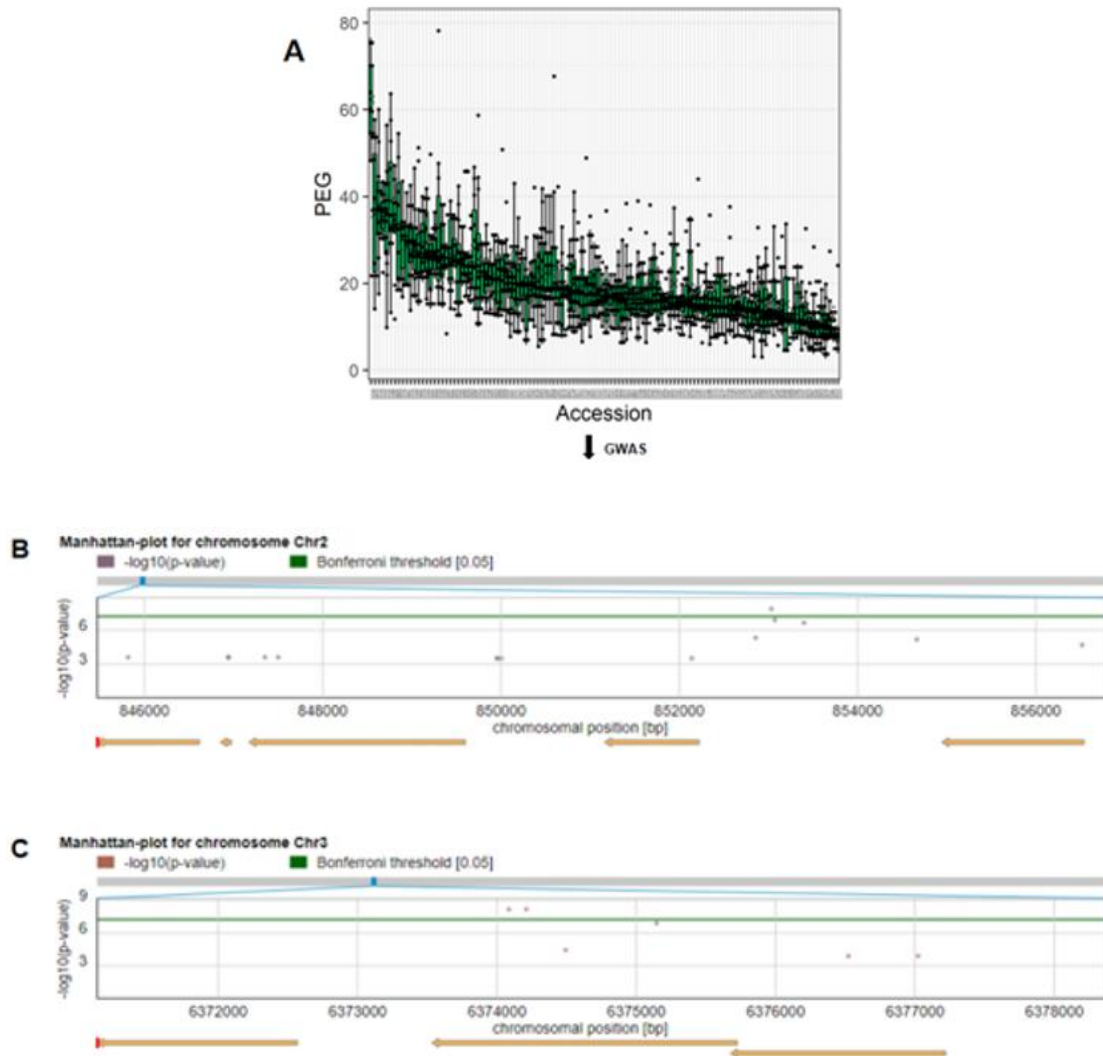 A
80
60
40
20
0
PEG
Accession
GWAS
B
Manhattan-plot for chromosome Chr2
-log10(p-value) Bonferroni threshold [0.05]
-log10(p-value)
6
3
846000 848000 850000 852000 854000 856000
chromosomal position [bp]
C
Manhattan-plot for chromosome Chr3
-log10(p-value) Bonferroni threshold [0.05]
-log10(p-value)
9
6
3
6372000 6373000 6374000 6375000 6376000 6377000 6378000
chromosomal position [bp]